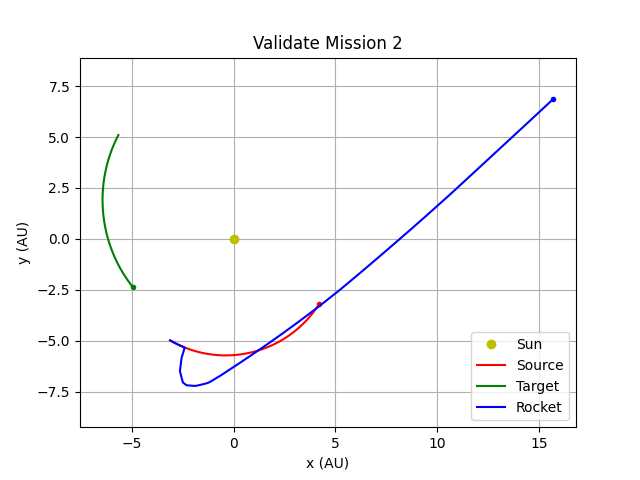 Validate Mission 2
7.5
5.0
2.5
0.0
−2.5
−5.0
−7.5
y (AU)
−5
0
5
10
15
x (AU)
Sun
Source
Target
Rocket